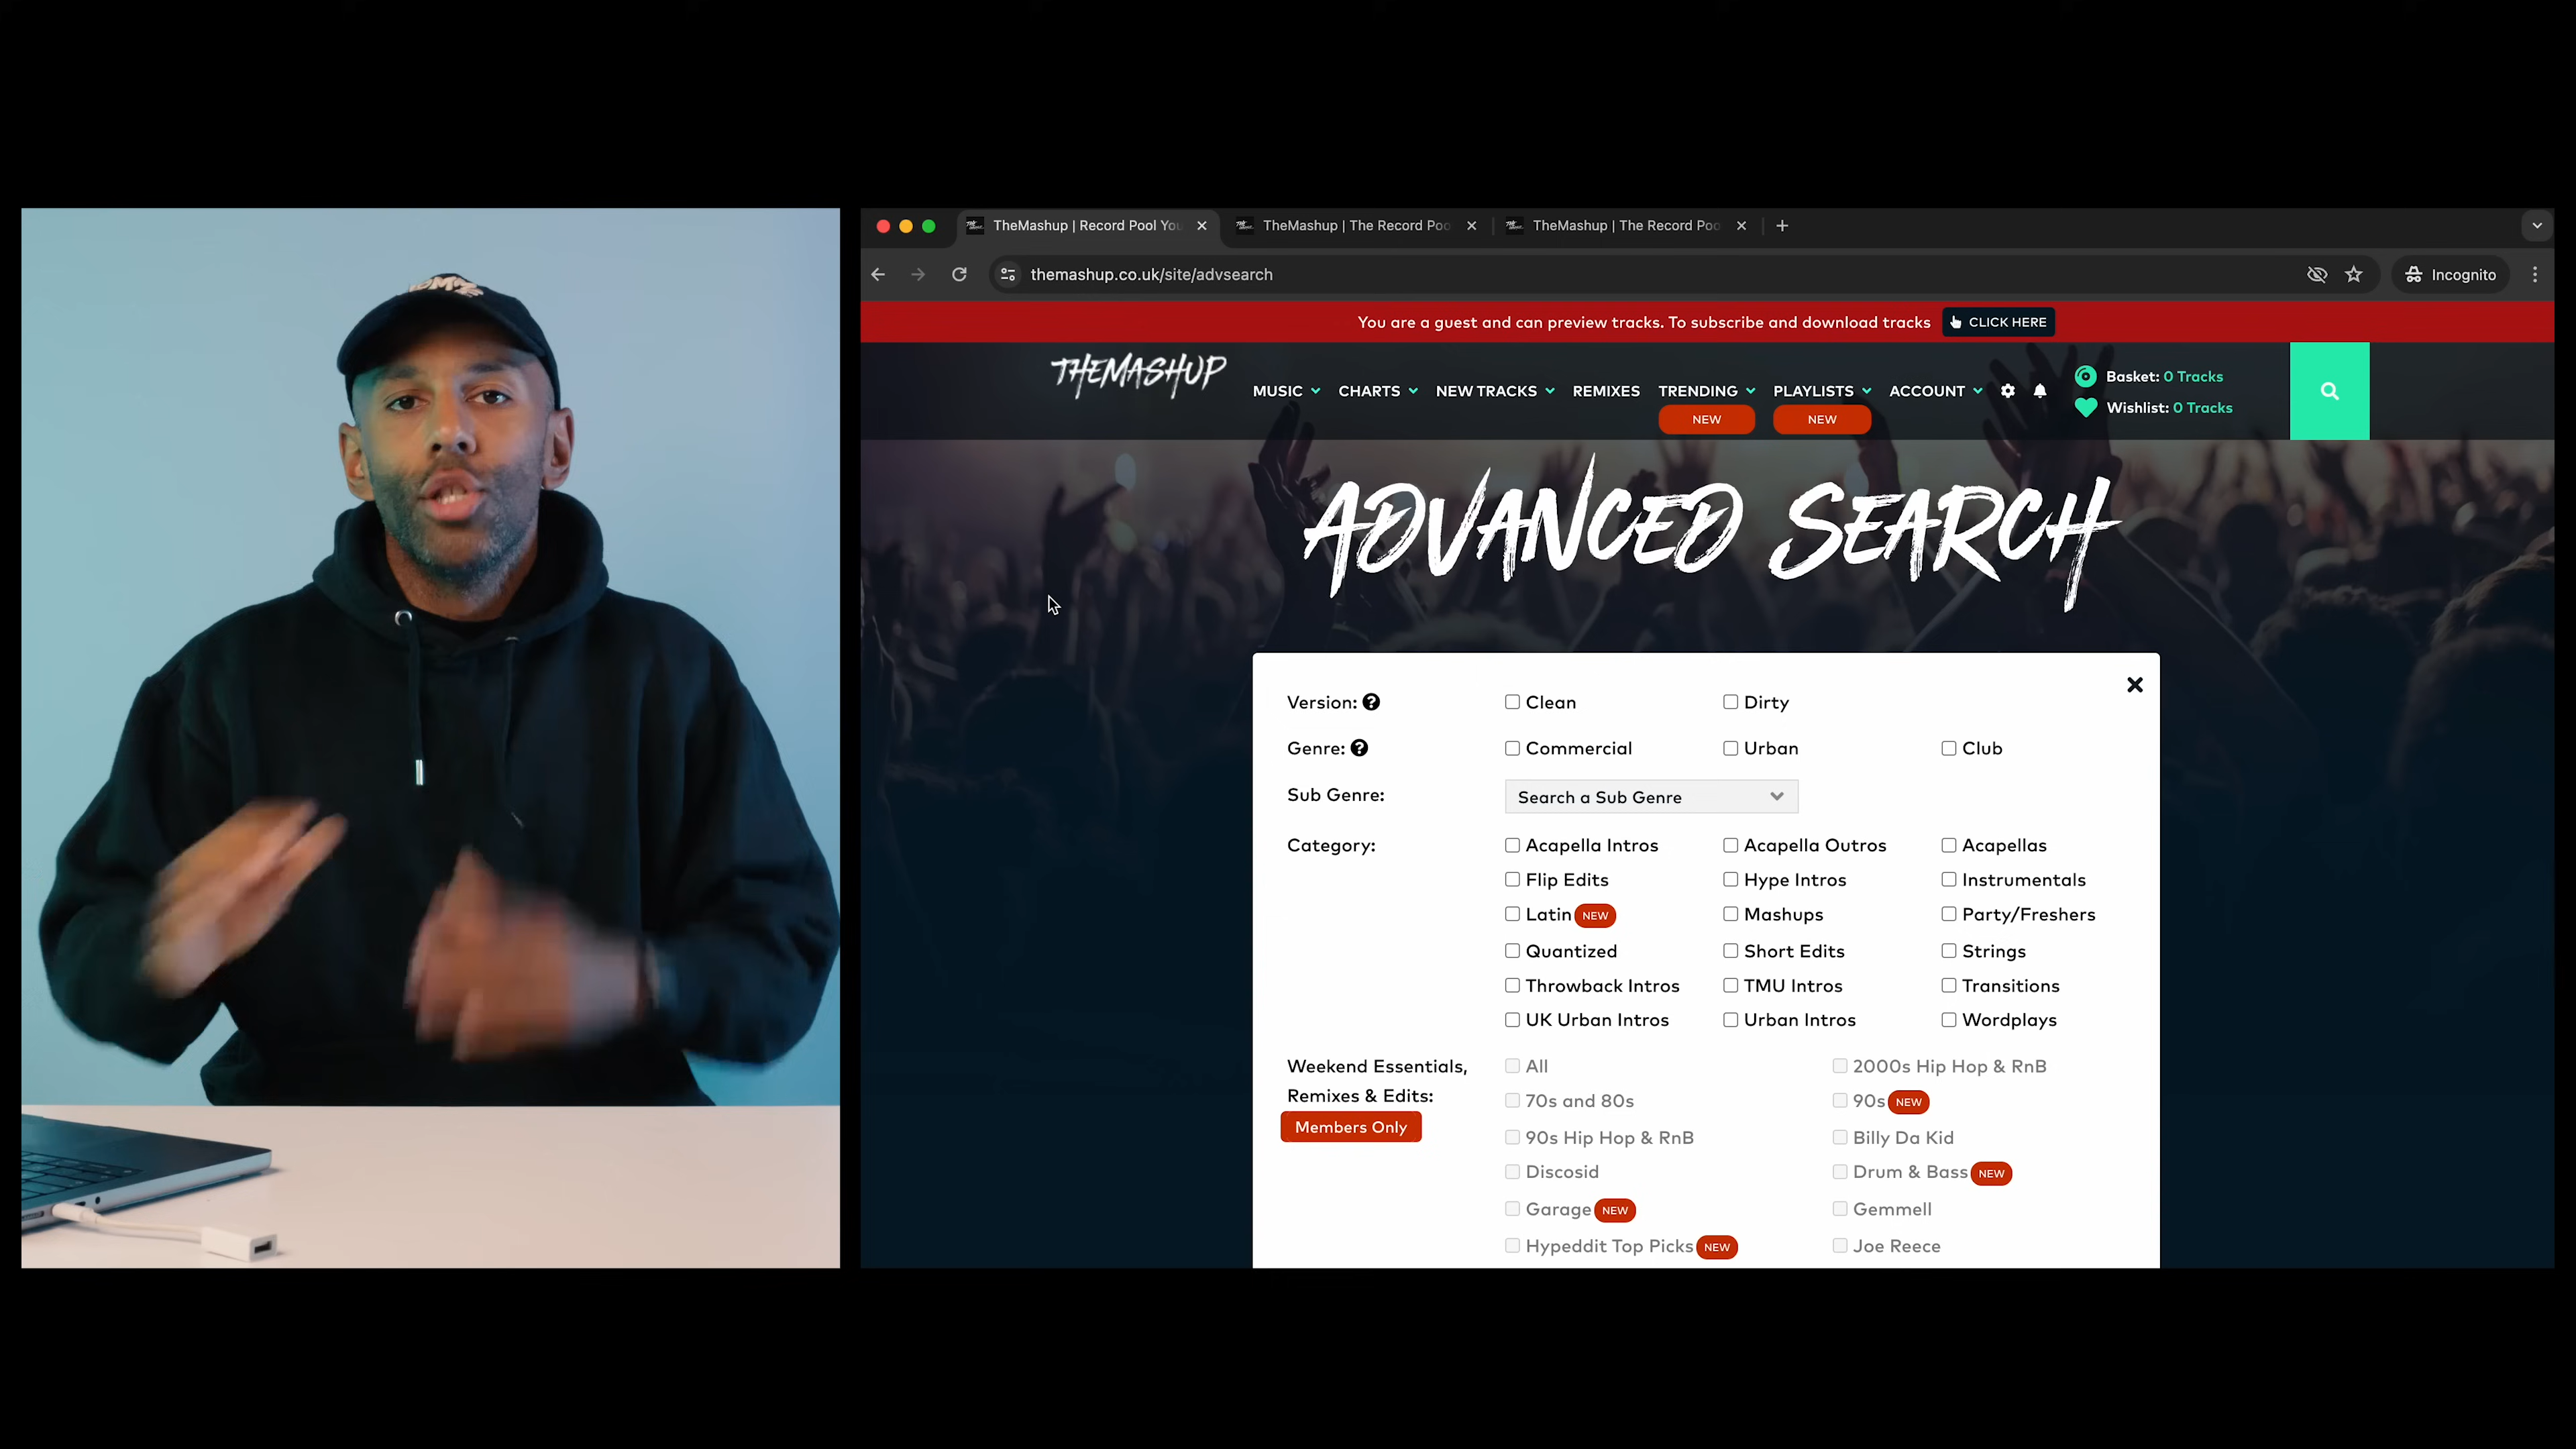 TheMashup | Record Pool You
TheMashup | The Record Poo
TheMashup | The Record Poo
themashup.co.uk/site/advsearch
Incognito
You are a guest and can preview tracks. To subscribe and download tracks CLICK HERE
THEMASHUP
MUSIC CHARTS NEW TRACKS REMIXES TRENDING PLAYLISTS ACCOUNT
NEW NEW
Basket: 0 Tracks
Wishlist: 0 Tracks
ADVANCED SEARCH
Version: ? Clean Dirty
Genre: ? Commercial Urban Club
Sub Genre: Search a Sub Genre
Category: Acapella Intros Acapella Outros Acapellas
Flip Edits Hype Intros Instrumentals
Latin NEW Mashups Party/Freshers
Quantized Short Edits Strings
Throwback Intros TMU Intros Transitions
UK Urban Intros Urban Intros Wordplays
Weekend Essentials, All 2000s Hip Hop & RnB
Remixes & Edits: 70s and 80s 90s NEW
Members Only 90s Hip Hop & RnB Billy Da Kid
Discosid Drum & Bass NEW
Garage NEW Gemmell
Hypeddit Top Picks NEW Joe Reece